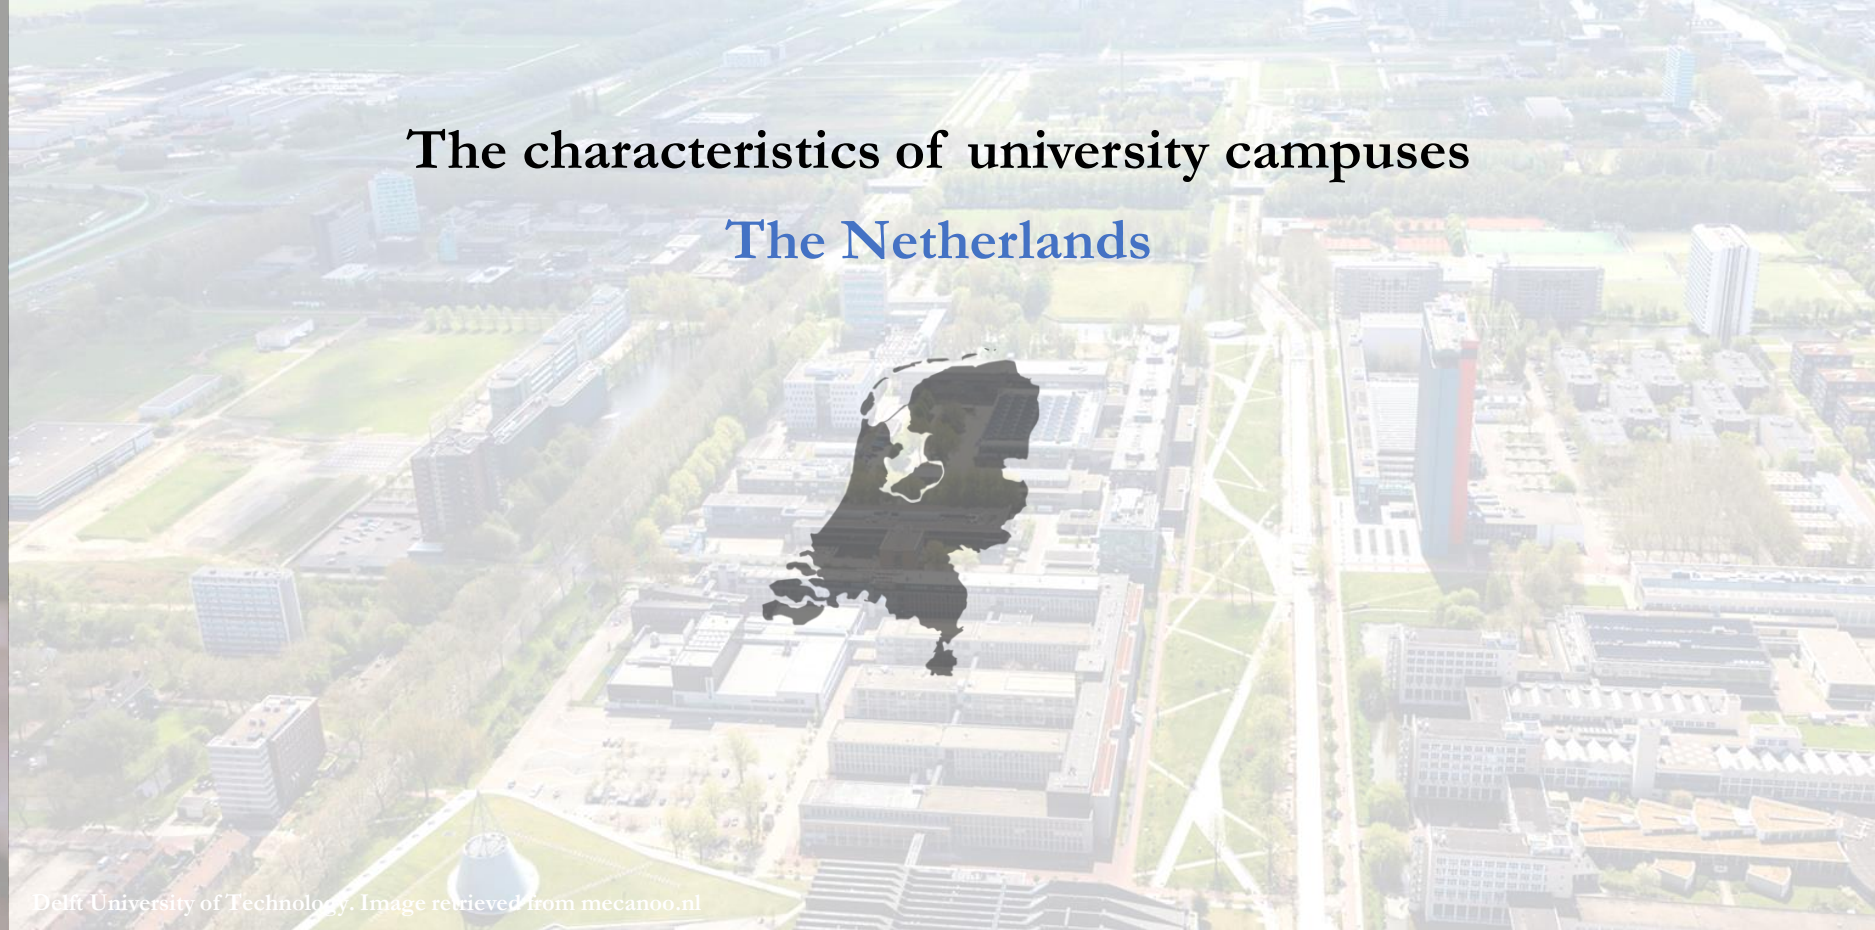 The characteristics of university campuses
The Netherlands
Delft University of Technology. Image retrieved from mecanoo.nl